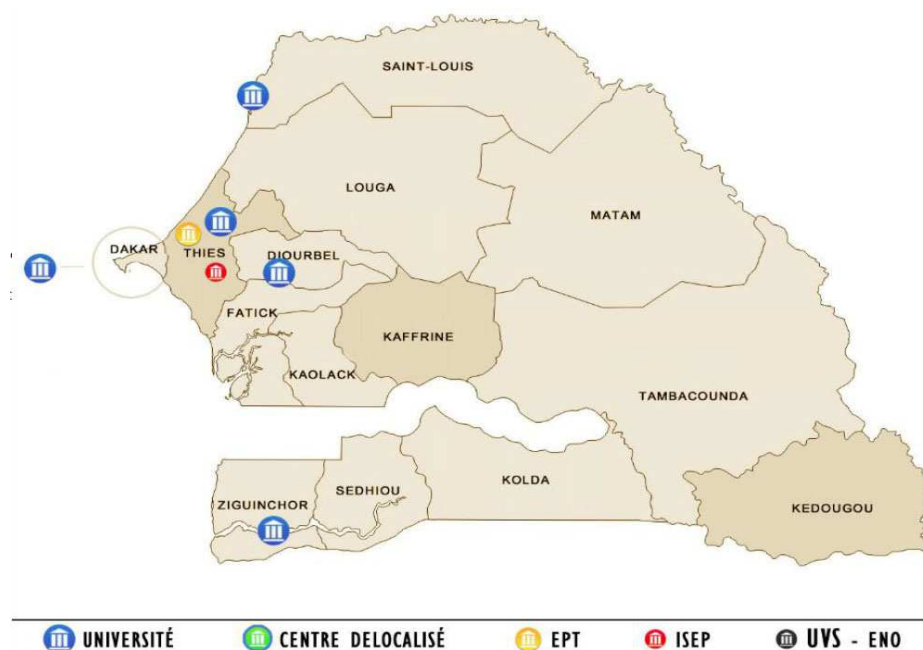 SAINT-LOUIS
LOUGA
MATAM
DAKAR
THIES
DIOURBEL
FATICK
KAFFRINE
KAOLACK
TAMBACOUNDA
ZIGUINCHOR
SEDHIOU
KOLDA
KEDOUGOU
UNIVERSITÉ
CENTRE DELOCALISÉ
EPT
ISEP
UVS - ENO